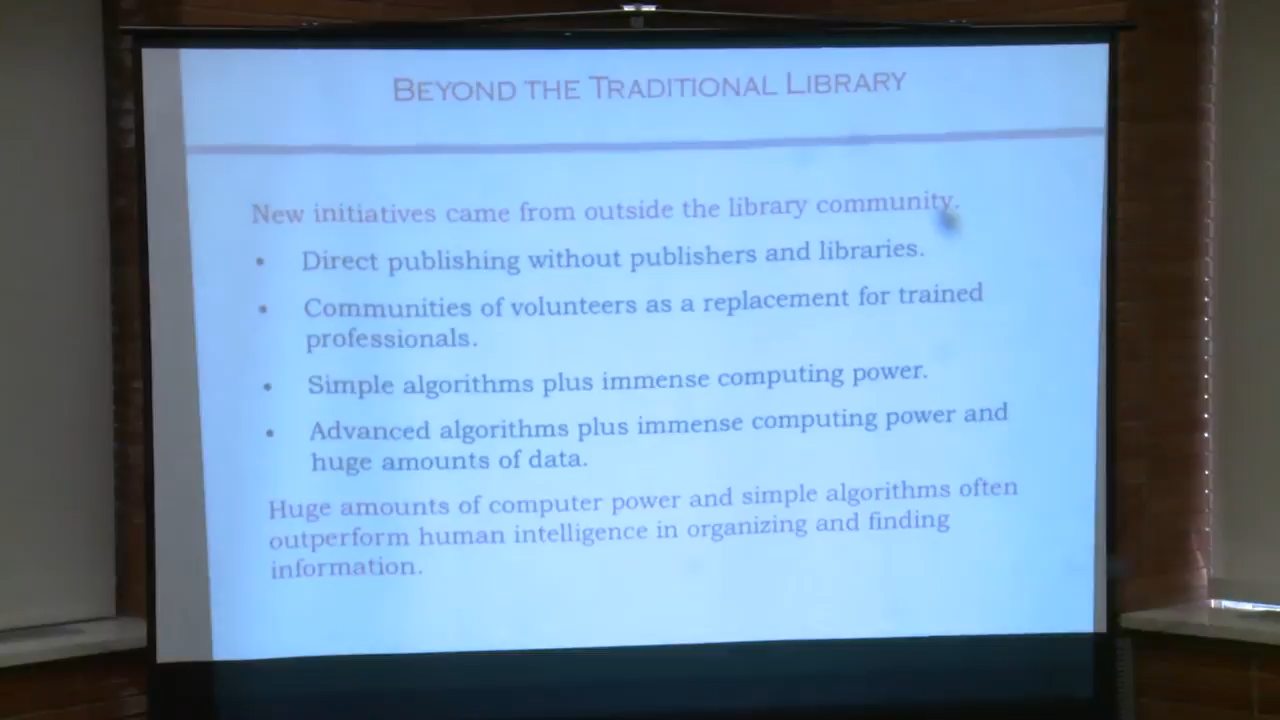 BEYOND THE TRADITIONAL LIBRARY
New initiatives came from outside the library community.
• Direct publishing without publishers and libraries.
• Communities of volunteers as a replacement for trained
professionals.
• Simple algorithms plus immense computing power.
• Advanced algorithms plus immense computing power and
huge amounts of data.
Huge amounts of computer power and simple algorithms often
outperform human intelligence in organizing and finding
information.